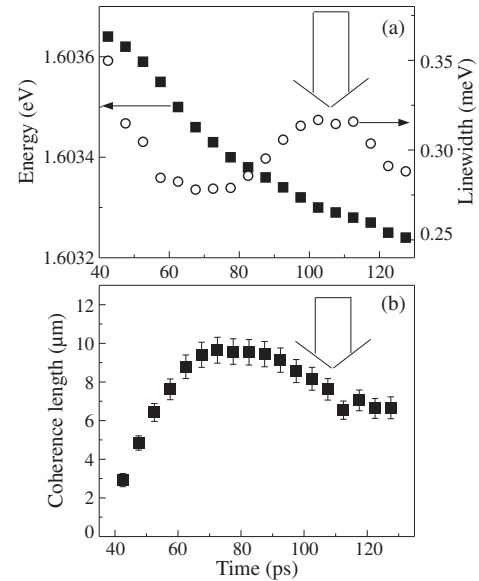 (a)
1.6036
1.6034
1.6032
Energy (eV)
0.35
0.30
0.25
Linewidth (meV)
40 60 80 100 120
(b)
12
10
8
6
4
2
0
Coherence length (μm)
40 60 80 100 120
Time (ps)